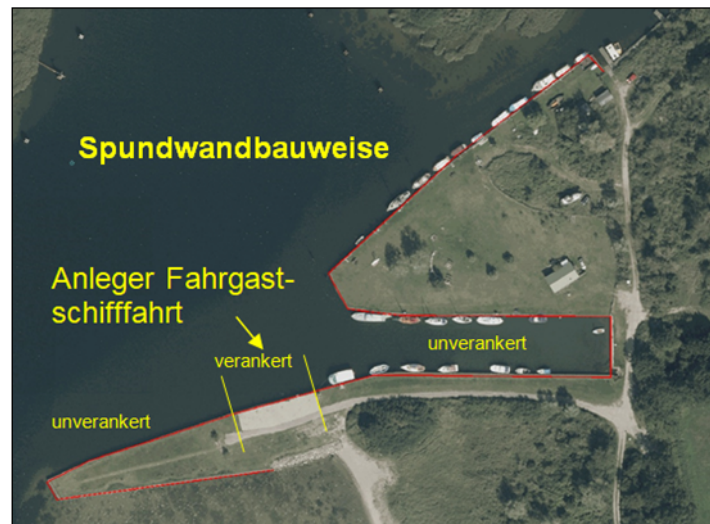 Spundwandbauweise
Anleger Fahrgast-
schifffahrt
verankert
unverankert
unverankert